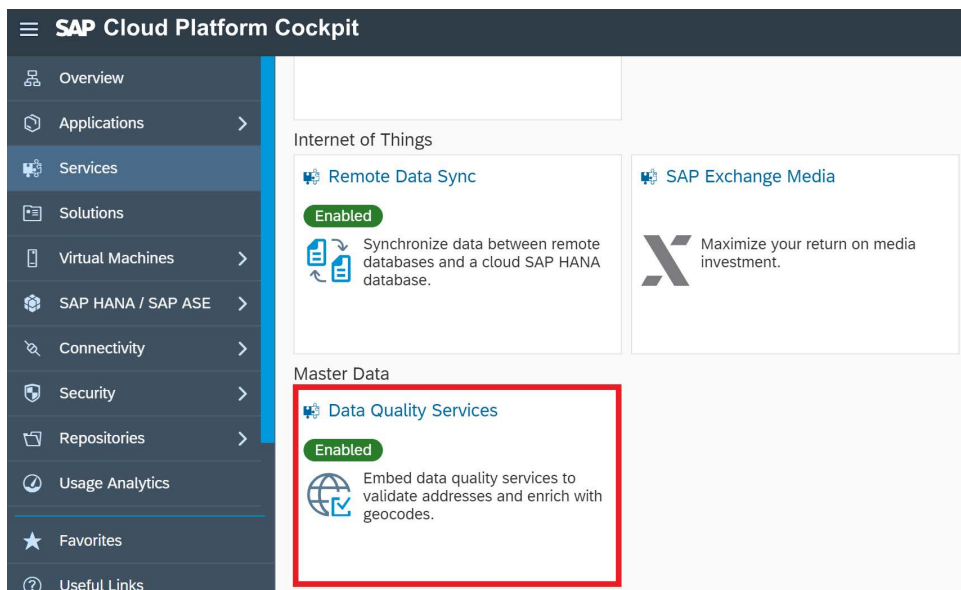 SAP Cloud Platform Cockpit
Overview
Applications
Services
Solutions
Virtual Machines
SAP HANA / SAP ASE
Connectivity
Security
Repositories
Usage Analytics
Favorites
Useful Links
Internet of Things
Remote Data Sync
Enabled
Synchronize data between remote
databases and a cloud SAP HANA
database.
SAP Exchange Media
Maximize your return on media
investment.
Master Data
Data Quality Services
Enabled
Embed data quality services to
validate addresses and enrich with
geocodes.